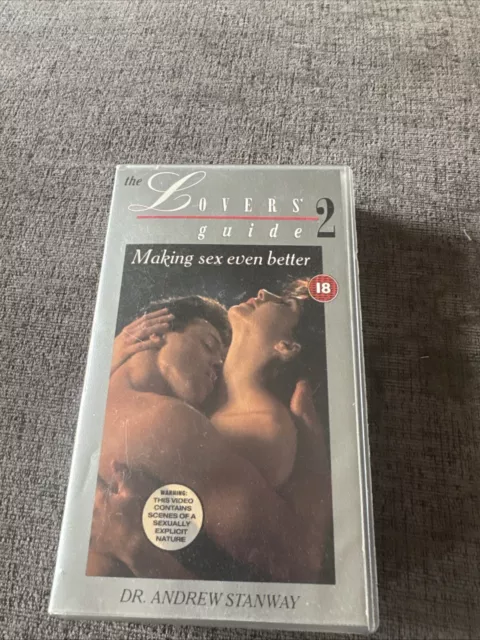 the LOVERS'
guide 2
Making sex even better
18
WARNING:
THIS VIDEO
CONTAINS
SCENES OF A
SEXUALLY
EXPLICIT
NATURE
DR. ANDREW STANWAY